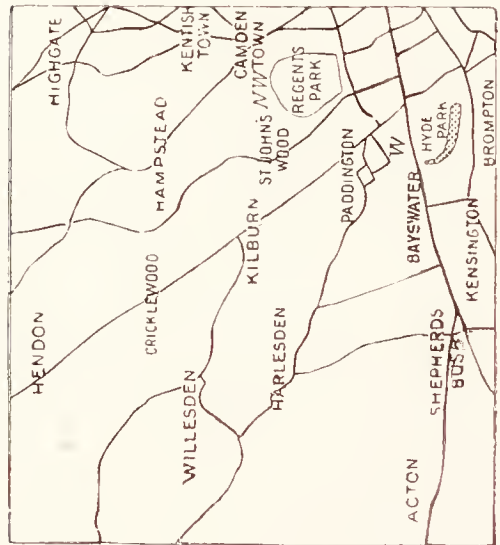 HENDON
HIGHGATE
CRICKLEWOOD
HAMPSTEAD
KENTISH
TOWN
WILLESDEN
KILBURN
CAMDEN
TOWN
NW
ST JOHN'S
WOOD
REGENTS
PARK
HARLESDEN
PADDINGTON
W
ACTON
BAYSWATER
HYDE
PARK
SHEPHERDS
BUSH
KENSINGTON
BROMPTON